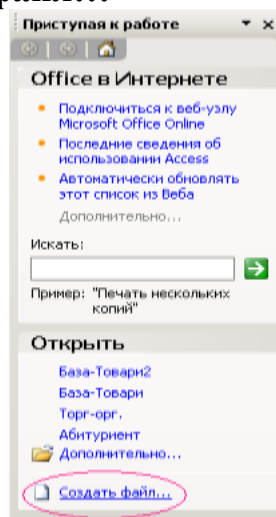 Приступая к работе
Office в Интернете
Подключиться к веб-узлу
Microsoft Office Online
Последние сведения об
использовании Access
Автоматически обновлять
этот список из Веба
Дополнительно...
Искать:
Пример: "Печать нескольких
копий"
Открыть
База-Товари2
База-Товари
Торг-орг.
Абитуриент
Дополнительно...
Создать файл...